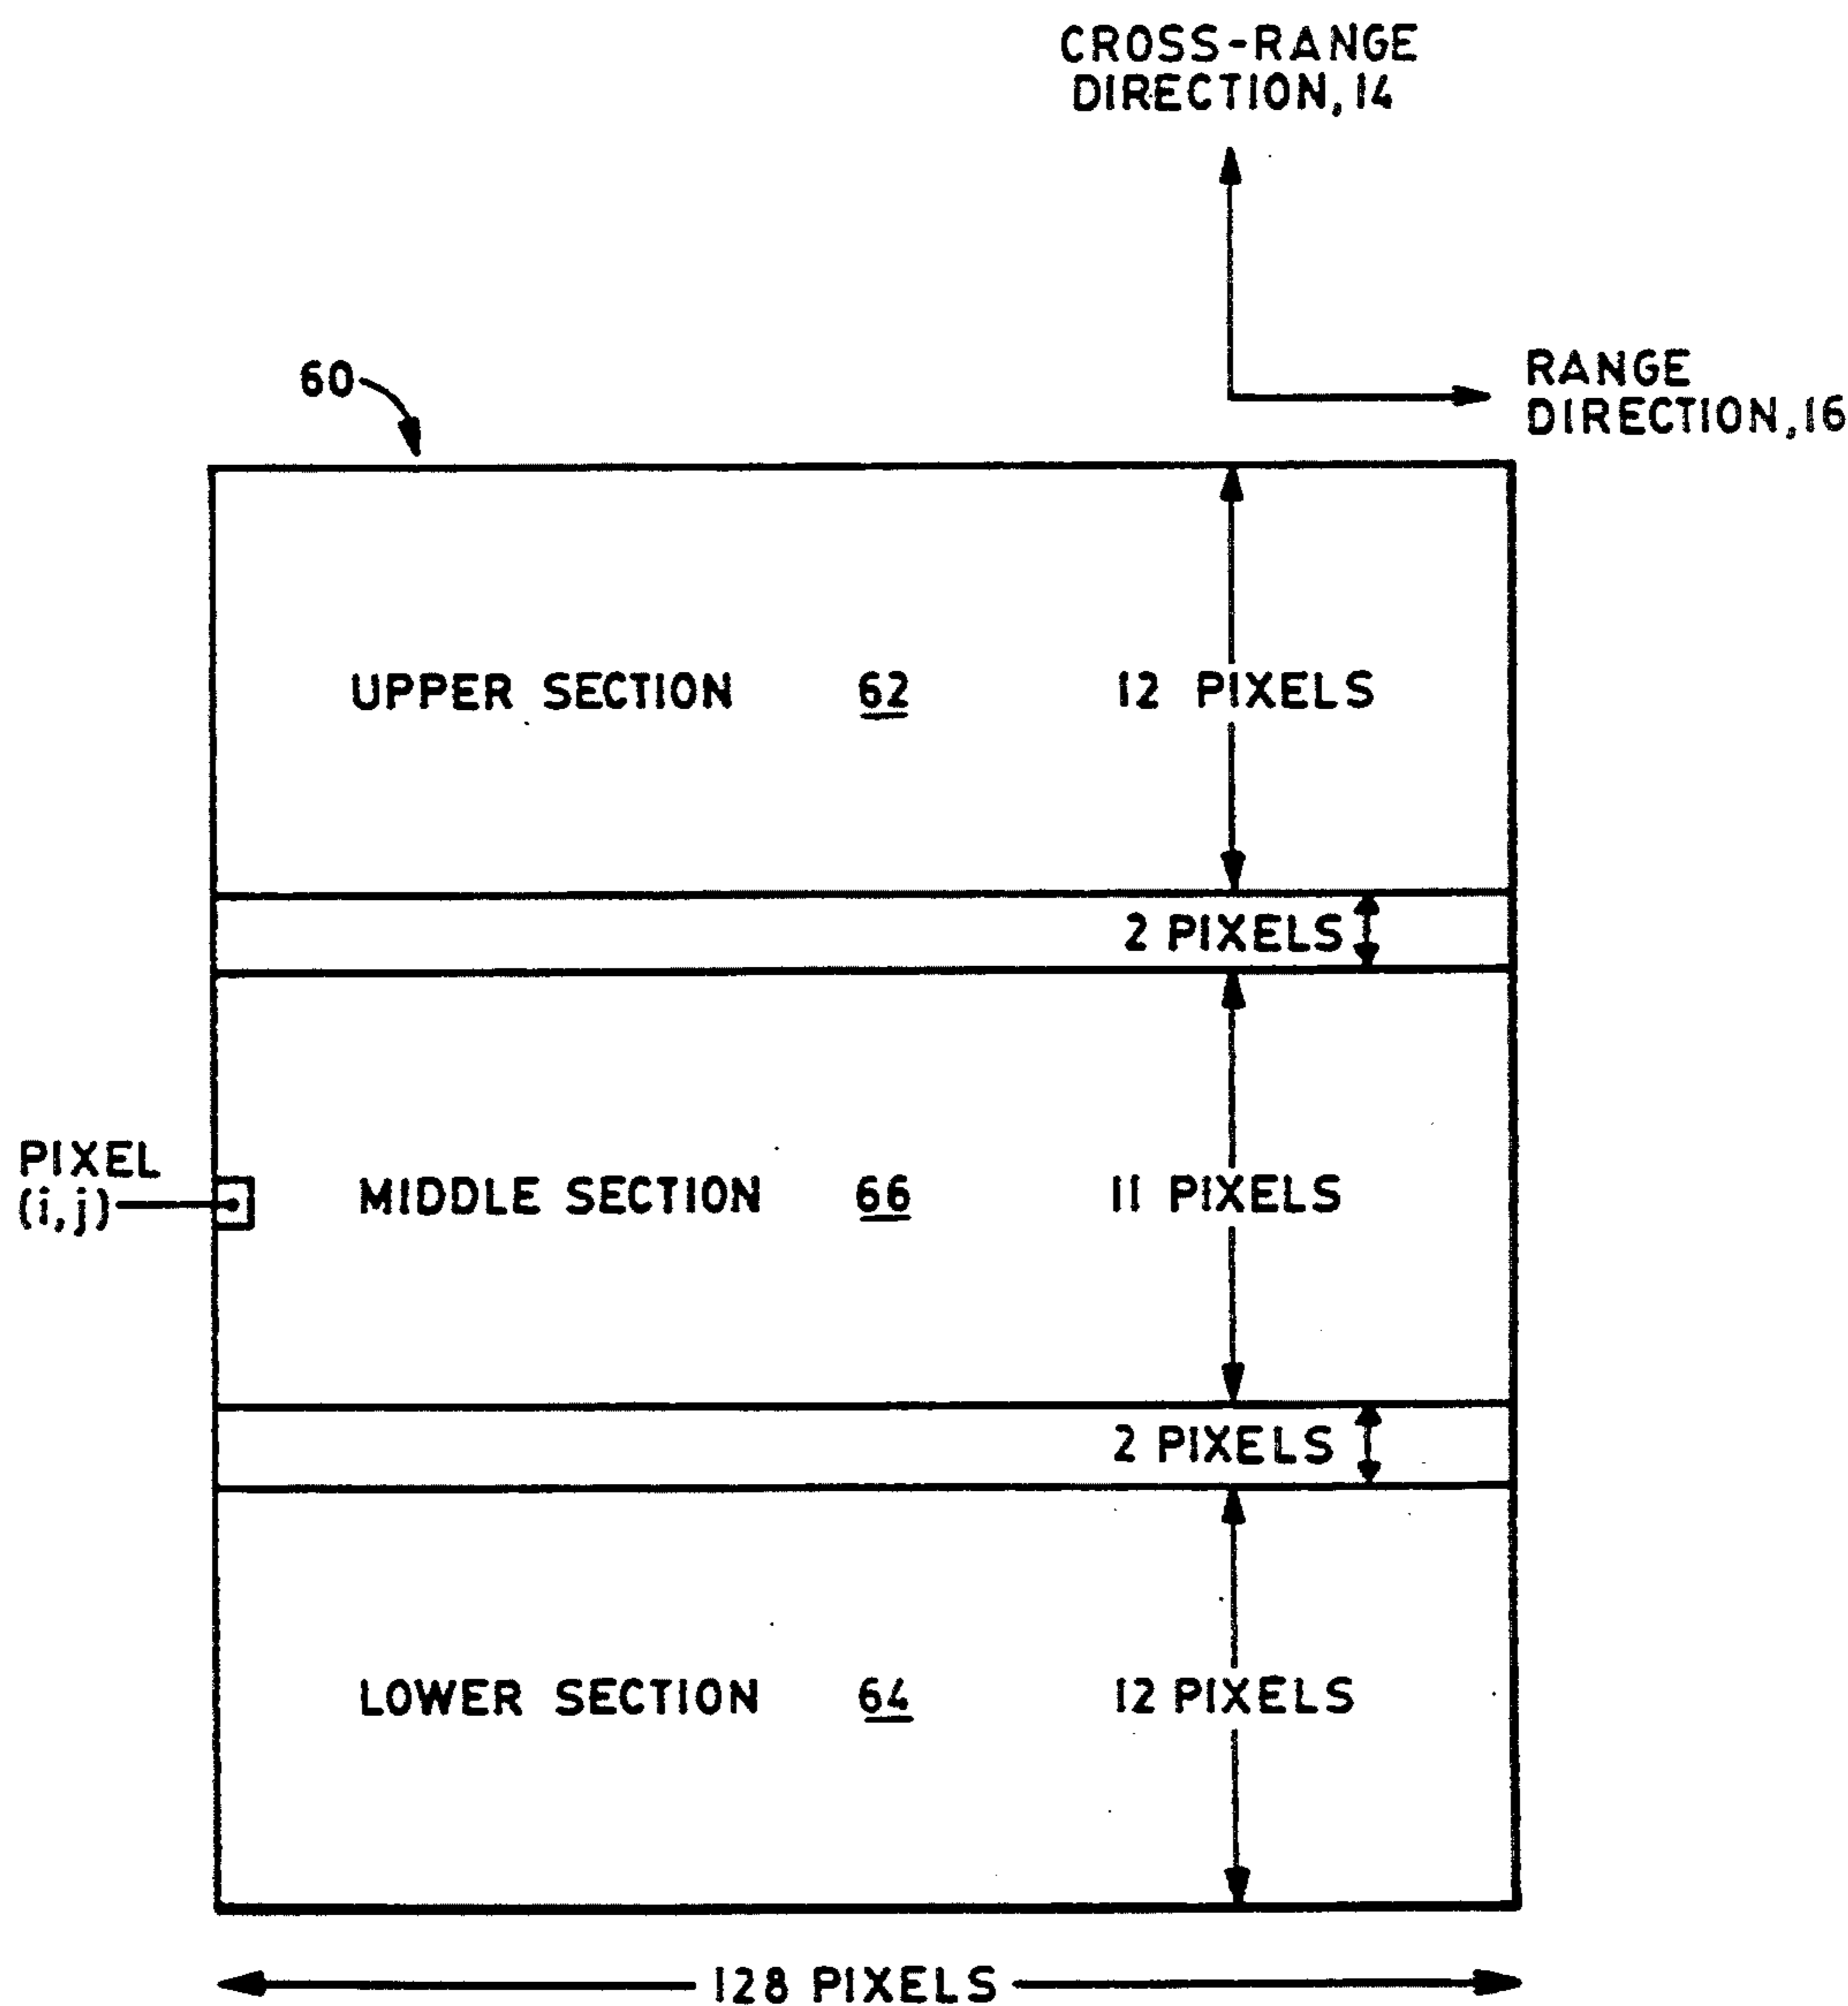 CROSS-RANGE
DIRECTION, 14
RANGE
DIRECTION, 16
60
UPPER SECTION 62 12 PIXELS
2 PIXELS
PIXEL
(i,j)
MIDDLE SECTION 66 11 PIXELS
2 PIXELS
LOWER SECTION 64 12 PIXELS
128 PIXELS